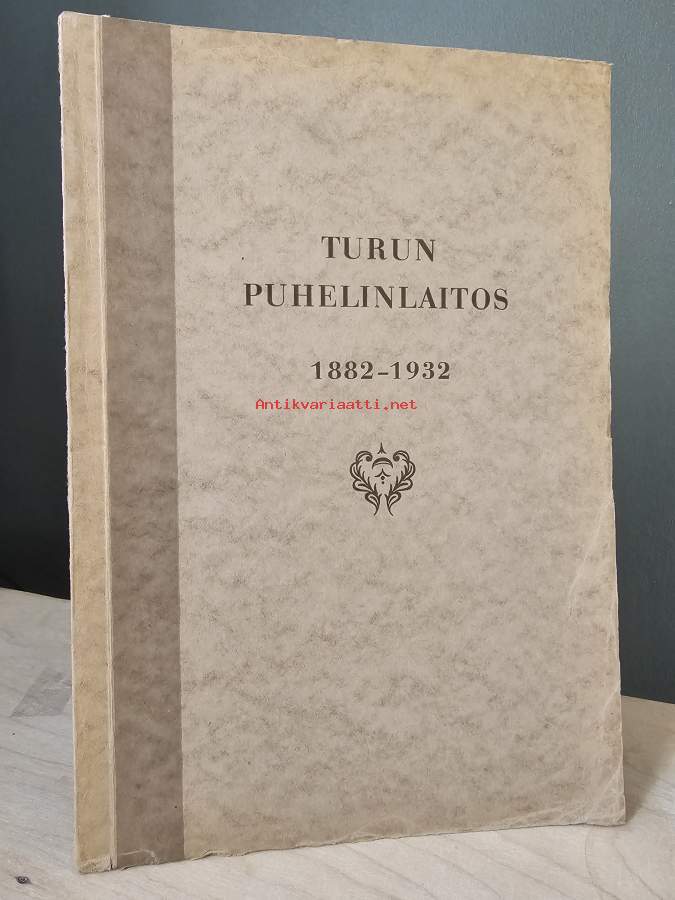 TURUN
PUHELINLAITOS
1882–1932
Antikvariaatti.net